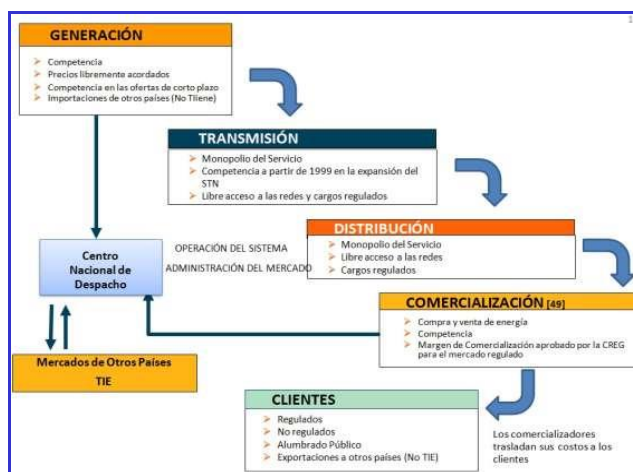 1
GENERACIÓN
Competencia
Precios libremente acordados
Competencia en las ofertas de corto plazo
Importaciones de otros países (No TIiene)
TRANSMISIÓN
Monopolio del Servicio
Competencia a partir de 1999 en la expansión del
STN
Libre acceso a las redes y cargos regulados
DISTRIBUCIÓN
Monopolio del Servicio
Libre acceso a las redes
Cargos regulados
Centro
Nacional de
Despacho
OPERACIÓN DEL SISTEMA
ADMINISTRACIÓN DEL MERCADO
COMERCIALIZACIÓN [49]
Compra y venta de energía
Competencia
Margen de Comercialización aprobado por la CREG
para el mercado regulado
Mercados de Otros Países
TIE
CLIENTES
Regulados
No regulados
Alumbrado Público
Exportaciones a otros países (No TIE)
Los comercializadores
trasladan sus costos a los
clientes